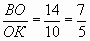 BO/OK = 14/10 = 7/5